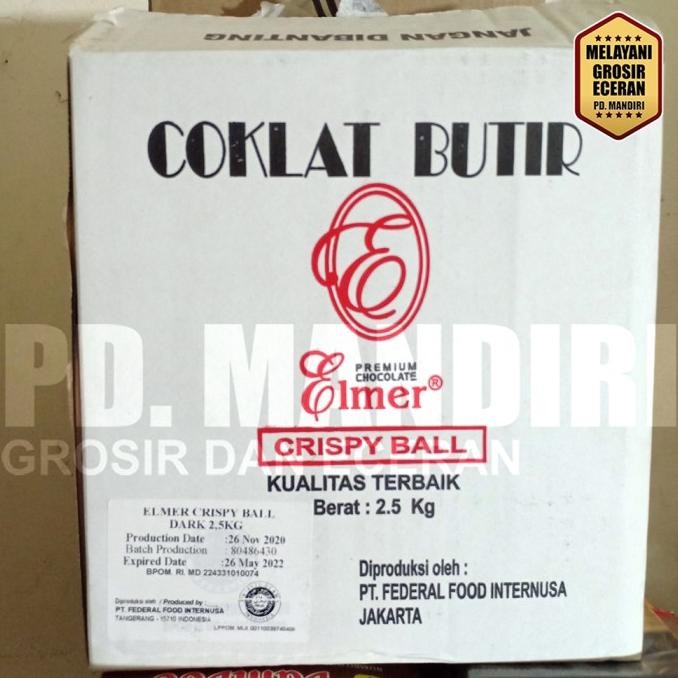 JANGAN DIBANTING
MELAYANI
GROSIR
ECERAN
PD. MANDIRI
COKLAT BUTIR
E
PREMIUM
CHOCOLATE
Elmer®
CRISPY BALL
KUALITAS TERBAIK
Berat : 2.5 Kg
PD. MANDIRI
GROSIR DAN ECERAN
ELMER CRISPY BALL
DARK 2,5KG
Production Date :26 Nov 2020
Batch Production : 80486430
Expired Date :26 May 2022
BPOM. RI. MD 224331010074
Diproduksi oleh / Produced by :
PT. FEDERAL FOOD INTERNUSA
TANGERANG - 15710 INDONESIA
Diproduksi oleh :
PT. FEDERAL FOOD INTERNUSA
JAKARTA